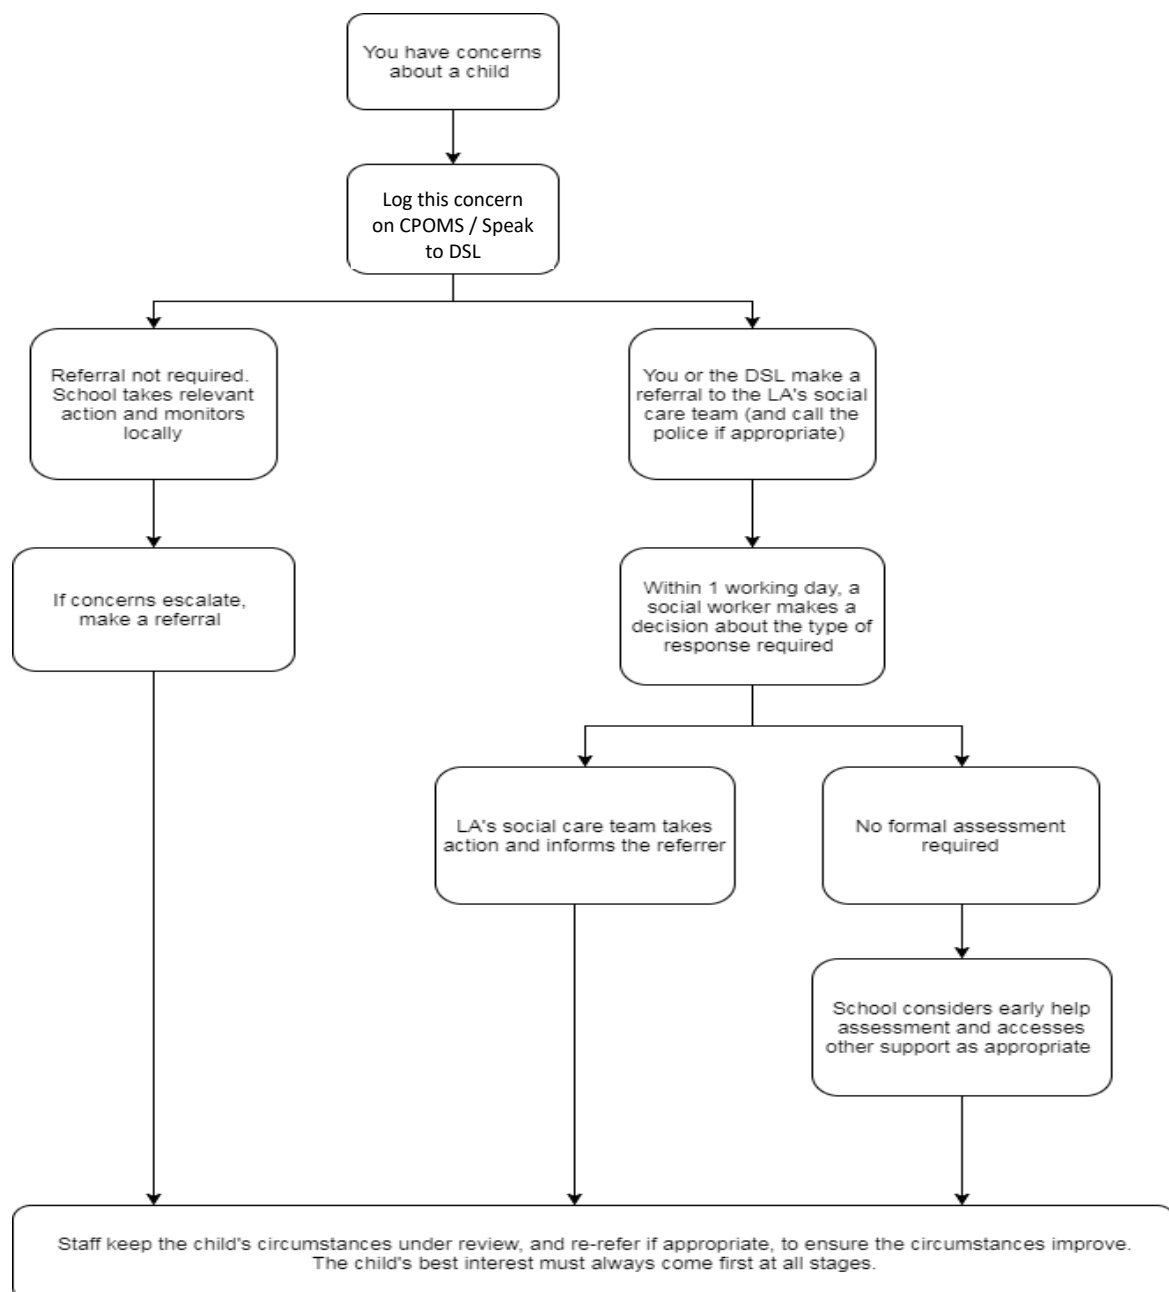 You have concerns
about a child
Log this concern
on CPOMS / Speak
to DSL
Referral not required.
School takes relevant
action and monitors
locally
You or the DSL make a
referral to the LA's social
care team (and call the
police if appropriate)
If concerns escalate,
make a referral
Within 1 working day, a
social worker makes a
decision about the type of
response required
LA's social care team takes
action and informs the referrer
No formal assessment
required
School considers early help
assessment and accesses
other support as appropriate
Staff keep the child's circumstances under review, and re-refer if appropriate, to ensure the circumstances improve.
The child's best interest must always come first at all stages.